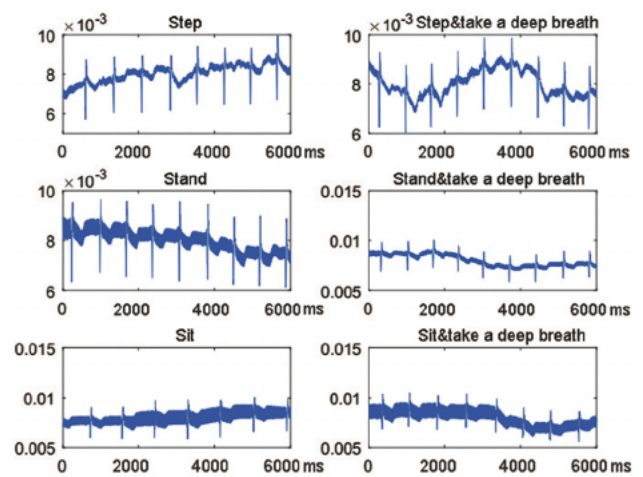 ×10⁻³ Step
10
8
6
0 2000 4000 6000 ms
×10⁻³ Step&take a deep breath
10
8
6
0 2000 4000 6000 ms
×10⁻³ Stand
10
8
6
0 2000 4000 6000 ms
Stand&take a deep breath
0.015
0.01
0.005
0 2000 4000 6000 ms
Sit
0.015
0.01
0.005
0 2000 4000 6000 ms
Sit&take a deep breath
0.015
0.01
0.005
0 2000 4000 6000 ms